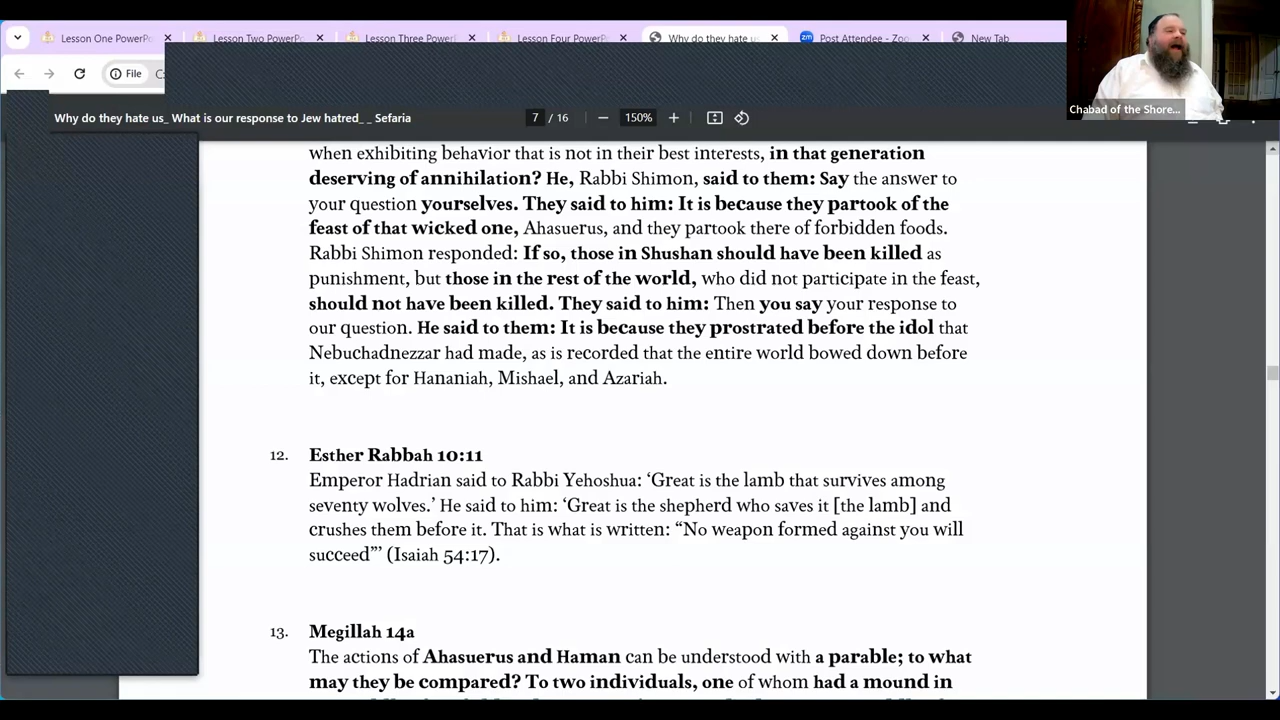 Lesson One PowerP
Lesson Two PowerP
Lesson Three Power
Lesson Four PowerP
Why do they hate us
Post Attendee - Zoo
New Tab
File
Chabad of the Shore...
Why do they hate us_ What is our response to Jew hatred_ _ Sefaria
7 / 16
150%
when exhibiting behavior that is not in their best interests, in that generation
deserving of annihilation? He, Rabbi Shimon, said to them: Say the answer to
your question yourselves. They said to him: It is because they partook of the
feast of that wicked one, Ahasuerus, and they partook there of forbidden foods.
Rabbi Shimon responded: If so, those in Shushan should have been killed as
punishment, but those in the rest of the world, who did not participate in the feast,
should not have been killed. They said to him: Then you say your response to
our question. He said to them: It is because they prostrated before the idol that
Nebuchadnezzar had made, as is recorded that the entire world bowed down before
it, except for Hananiah, Mishael, and Azariah.
12. Esther Rabbah 10:11
Emperor Hadrian said to Rabbi Yehoshua: ‘Great is the lamb that survives among
seventy wolves.’ He said to him: ‘Great is the shepherd who saves it [the lamb] and
crushes them before it. That is what is written: “No weapon formed against you will
succeed”’ (Isaiah 54:17).
13. Megillah 14a
The actions of Ahasuerus and Haman can be understood with a parable; to what
may they be compared? To two individuals, one of whom had a mound in